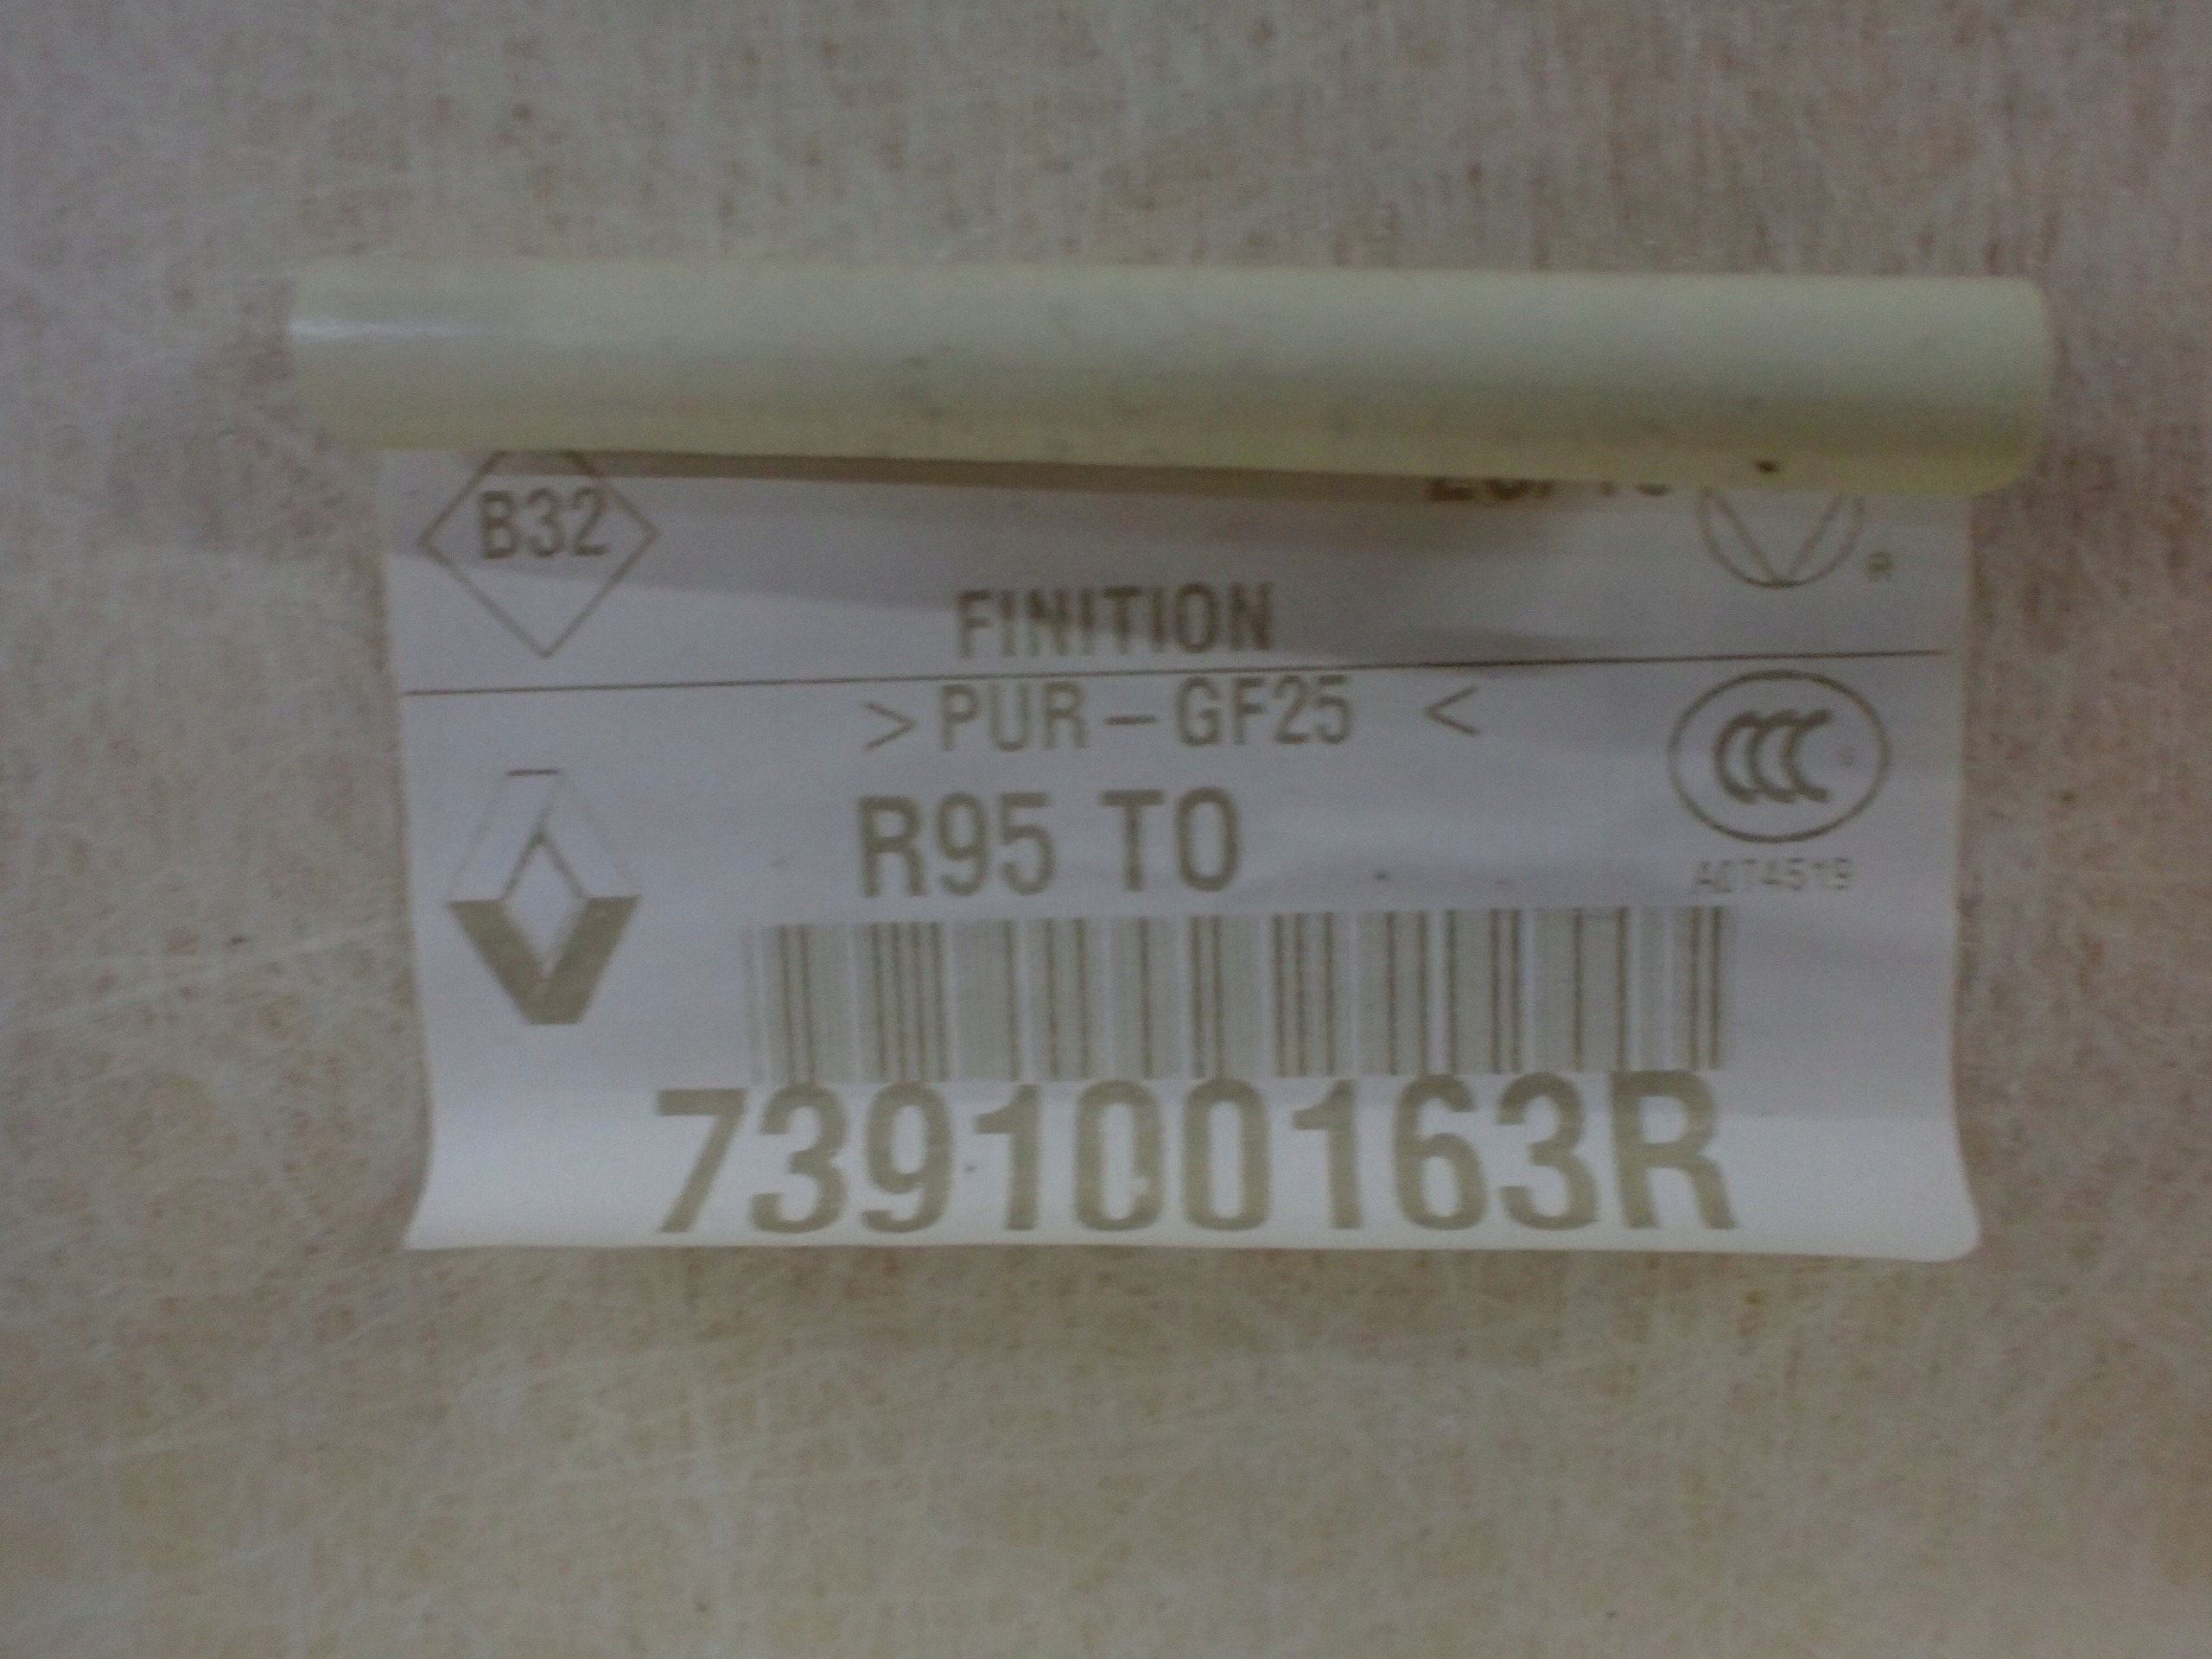 B32
R
FINITION
>PUR-GF25 <
R95 TO
A074519
739100163R